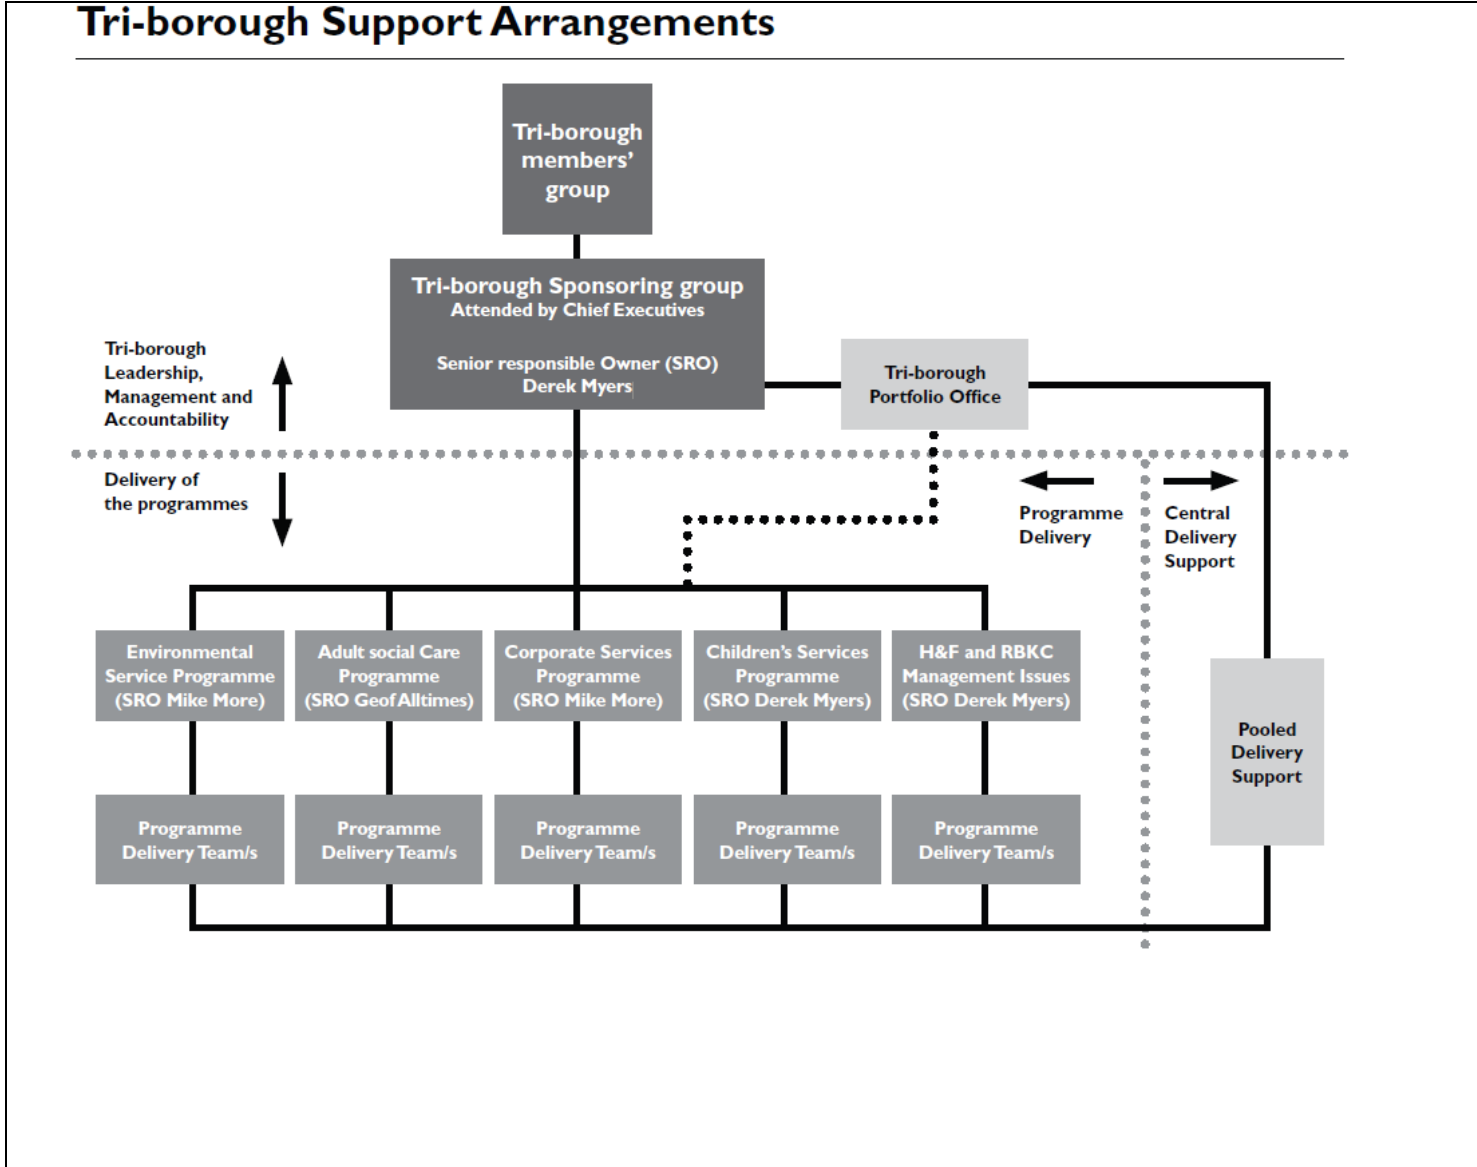 Tri-borough Support Arrangements
Tri-borough
members’
group
Tri-borough Sponsoring group
Attended by Chief Executives
Senior responsible Owner (SRO)
Derek Myers
Tri-borough
Leadership,
Management and
Accountability
Tri-borough
Portfolio Office
Delivery of
the programmes
Programme
Delivery
Central
Delivery
Support
Environmental
Service Programme
(SRO Mike More)
Adult social Care
Programme
(SRO Geof Alltimes)
Corporate Services
Programme
(SRO Mike More)
Children’s Services
Programme
(SRO Derek Myers)
H&F and RBKC
Management Issues
(SRO Derek Myers)
Pooled
Delivery
Support
Programme
Delivery Team/s
Programme
Delivery Team/s
Programme
Delivery Team/s
Programme
Delivery Team/s
Programme
Delivery Team/s